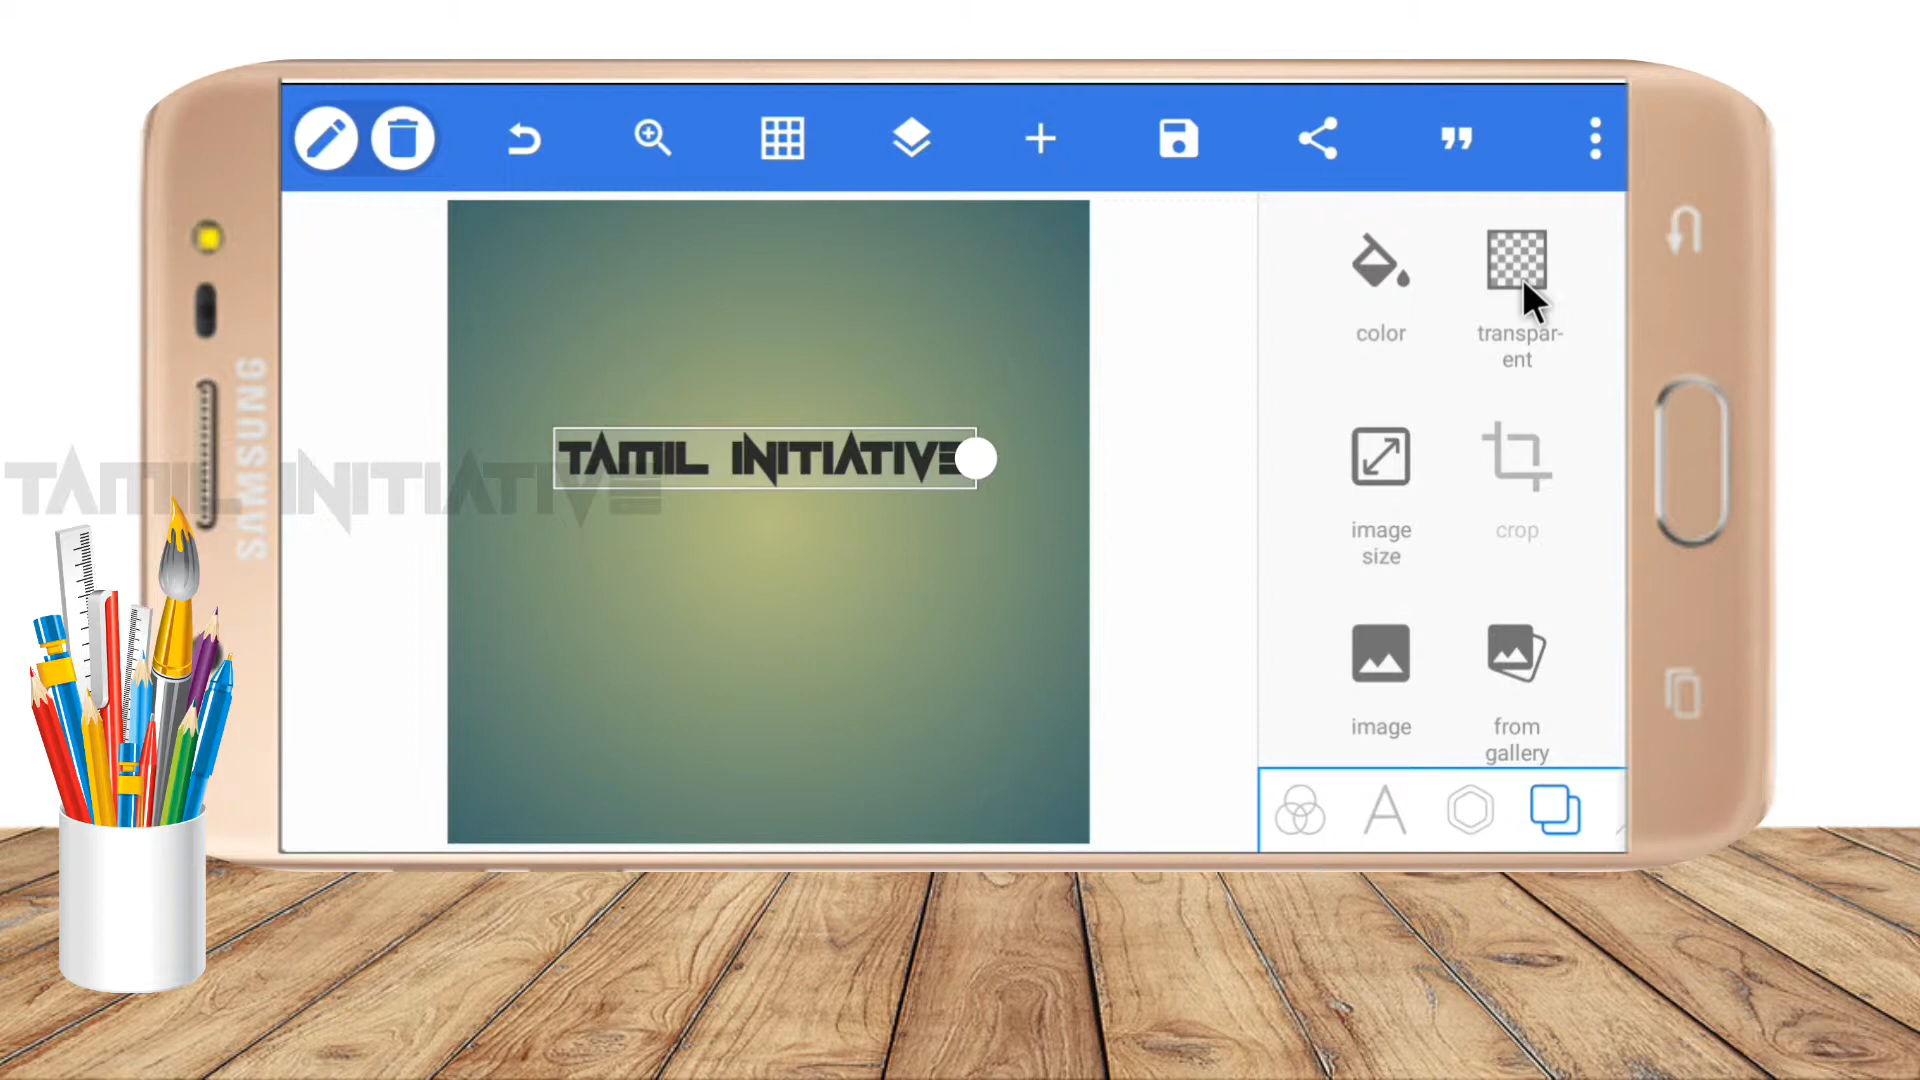 color
transpar-
ent
TAMIL INITIATIVE
TAMIL INITIATIVE
SAMSUNG
image
size
crop
image
from
gallery
A